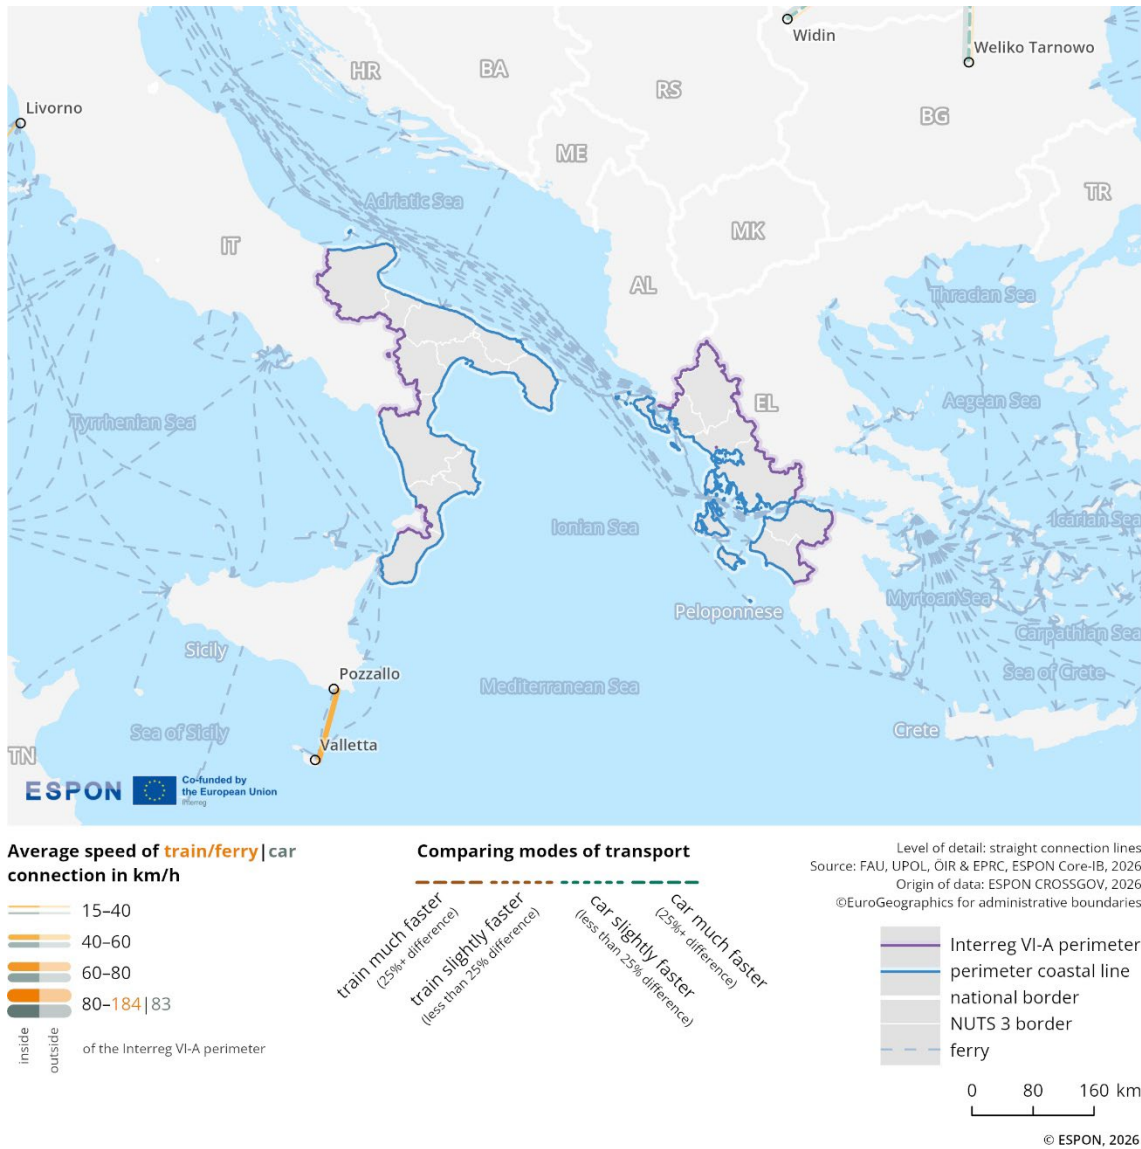 Widin
Weliko Tarnowo
HR
BA
RS
BG
Livorno
ME
TR
Adriatic Sea
MK
IT
AL
Thracian Sea
EL
Aegean Sea
Tyrrhenian Sea
Ionian Sea
Icarian Sea
Myrtoan Sea
Peloponnese
Carpathian Sea
Sicily
Pozzallo
Sea of Crete
Mediterranean Sea
Sea of Sicily
Crete
Valletta
TN
ESPON
Co-funded by
the European Union
Interreg
Average speed of train/ferry|car
connection in km/h
15–40
40–60
60–80
80–184|83
inside
outside
of the Interreg VI-A perimeter
Comparing modes of transport
train much faster
(25%+ difference)
train slightly faster
(less than 25% difference)
car slightly faster
(less than 25% difference)
car much faster
(25%+ difference)
Level of detail: straight connection lines
Source: FAU, UPOL, ÖIR & EPRC, ESPON Core-IB, 2026
Origin of data: ESPON CROSSGOV, 2026
©EuroGeographics for administrative boundaries
Interreg VI-A perimeter
perimeter coastal line
national border
NUTS 3 border
ferry
0 80 160 km
© ESPON, 2026